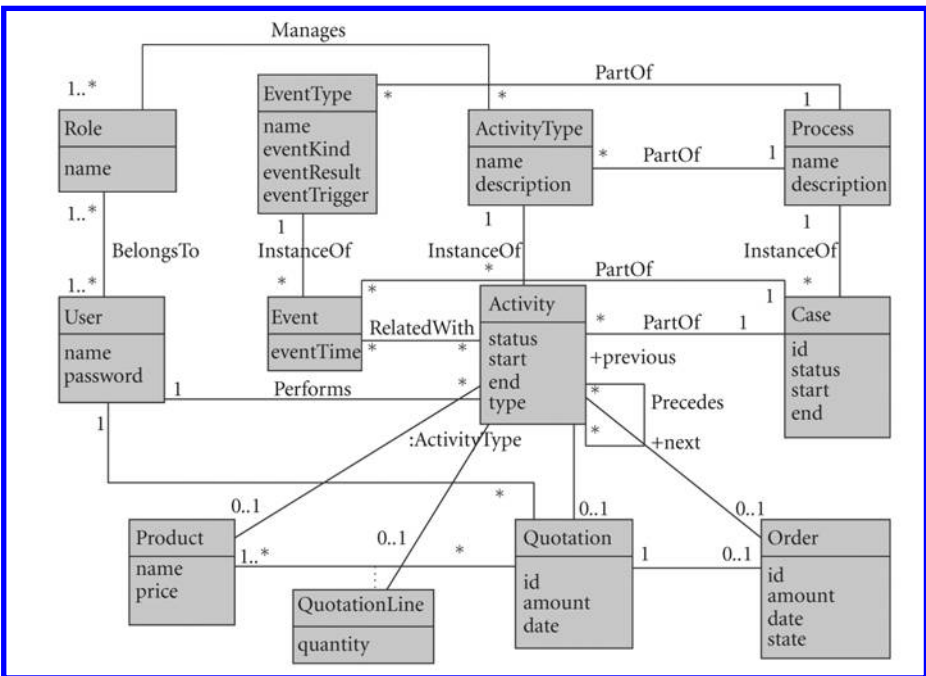 Manages
PartOf
1..*
*
*
1
EventType
name
eventKind
eventResult
eventTrigger
Role
name
ActivityType
name
description
*
PartOf
1
Process
name
description
1..*
1
1
1
BelongsTo
InstanceOf
InstanceOf
InstanceOf
1..*
*
*
PartOf
*
*
1
User
name
password
Event
eventTime
RelatedWith
*
*
Activity
status
start
end
type
*
PartOf
1
Case
id
status
start
end
+previous
1
Performs
*
*
Precedes
*
+next
1
:ActivityType
*
0..1
0..1
0..1
0..1
Product
name
price
1..*
*
Quotation
id
amount
date
1
0..1
Order
id
amount
date
state
QuotationLine
quantity